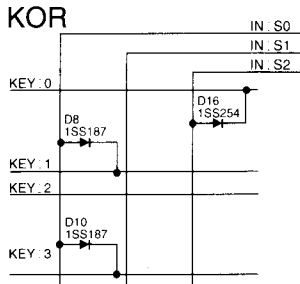 KOR
IN : S0
IN : S1
IN : S2
KEY : 0
D16
1SS254
D8
1SS187
KEY : 1
KEY : 2
D10
1SS187
KEY : 3